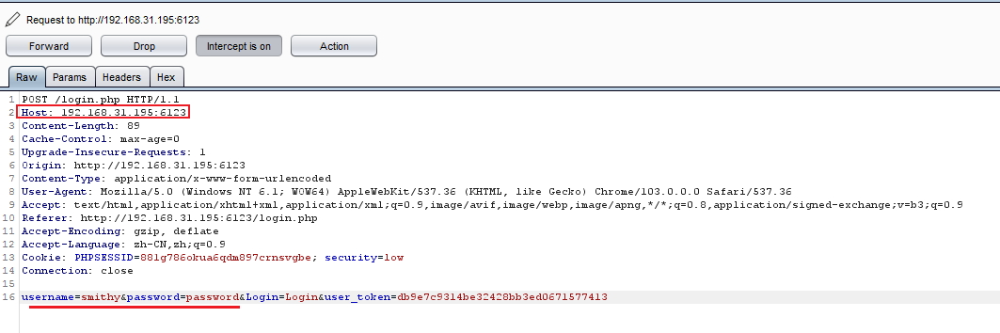 Request to http://192.168.31.195:6123
Forward Drop Intercept is on Action
Raw Params Headers Hex
1 POST /login.php HTTP/1.1
2 Host: 192.168.31.195:6123
3 Content-Length: 89
4 Cache-Control: max-age=0
5 Upgrade-Insecure-Requests: 1
6 Origin: http://192.168.31.195:6123
7 Content-Type: application/x-www-form-urlencoded
8 User-Agent: Mozilla/5.0 (Windows NT 6.1; WOW64) AppleWebKit/537.36 (KHTML, like Gecko) Chrome/103.0.0.0 Safari/537.36
9 Accept: text/html,application/xhtml+xml,application/xml;q=0.9,image/avif,image/webp,image/apng,*/*;q=0.8,application/signed-exchange;v=b3;q=0.9
10 Referer: http://192.168.31.195:6123/login.php
11 Accept-Encoding: gzip, deflate
12 Accept-Language: zh-CN,zh;q=0.9
13 Cookie: PHPSESSID=881g786okua6qdm897crnsvgbe; security=low
14 Connection: close
15
16 username=smithy&password=password&Login=Login&user_token=db9e7c9314be32428bb3ed0671577413